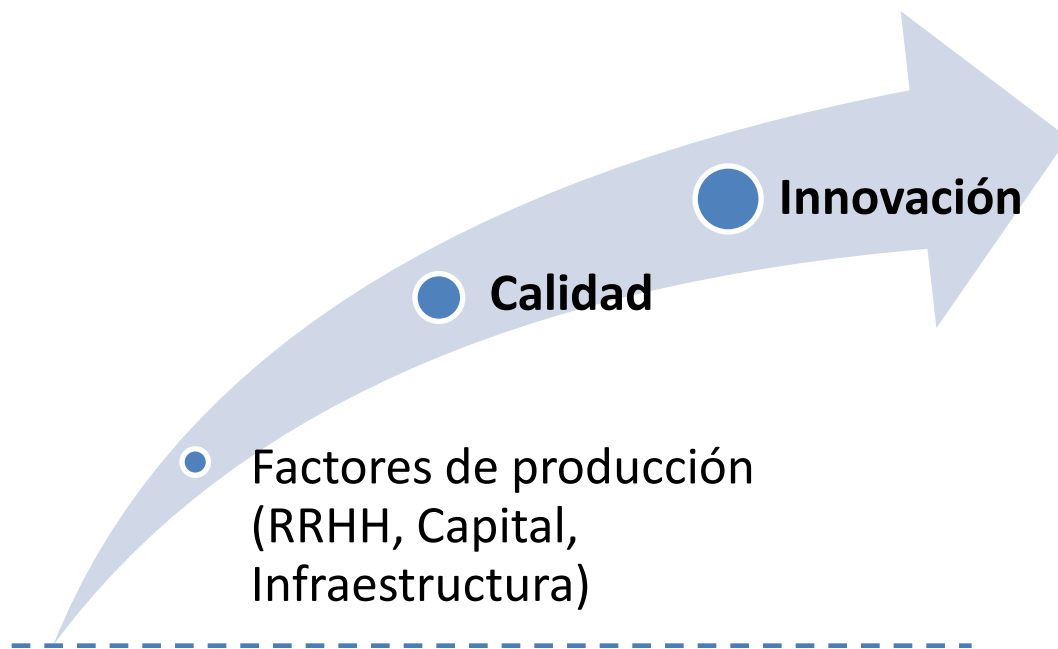 Innovación
Calidad
Factores de producción
(RRHH, Capital,
Infraestructura)